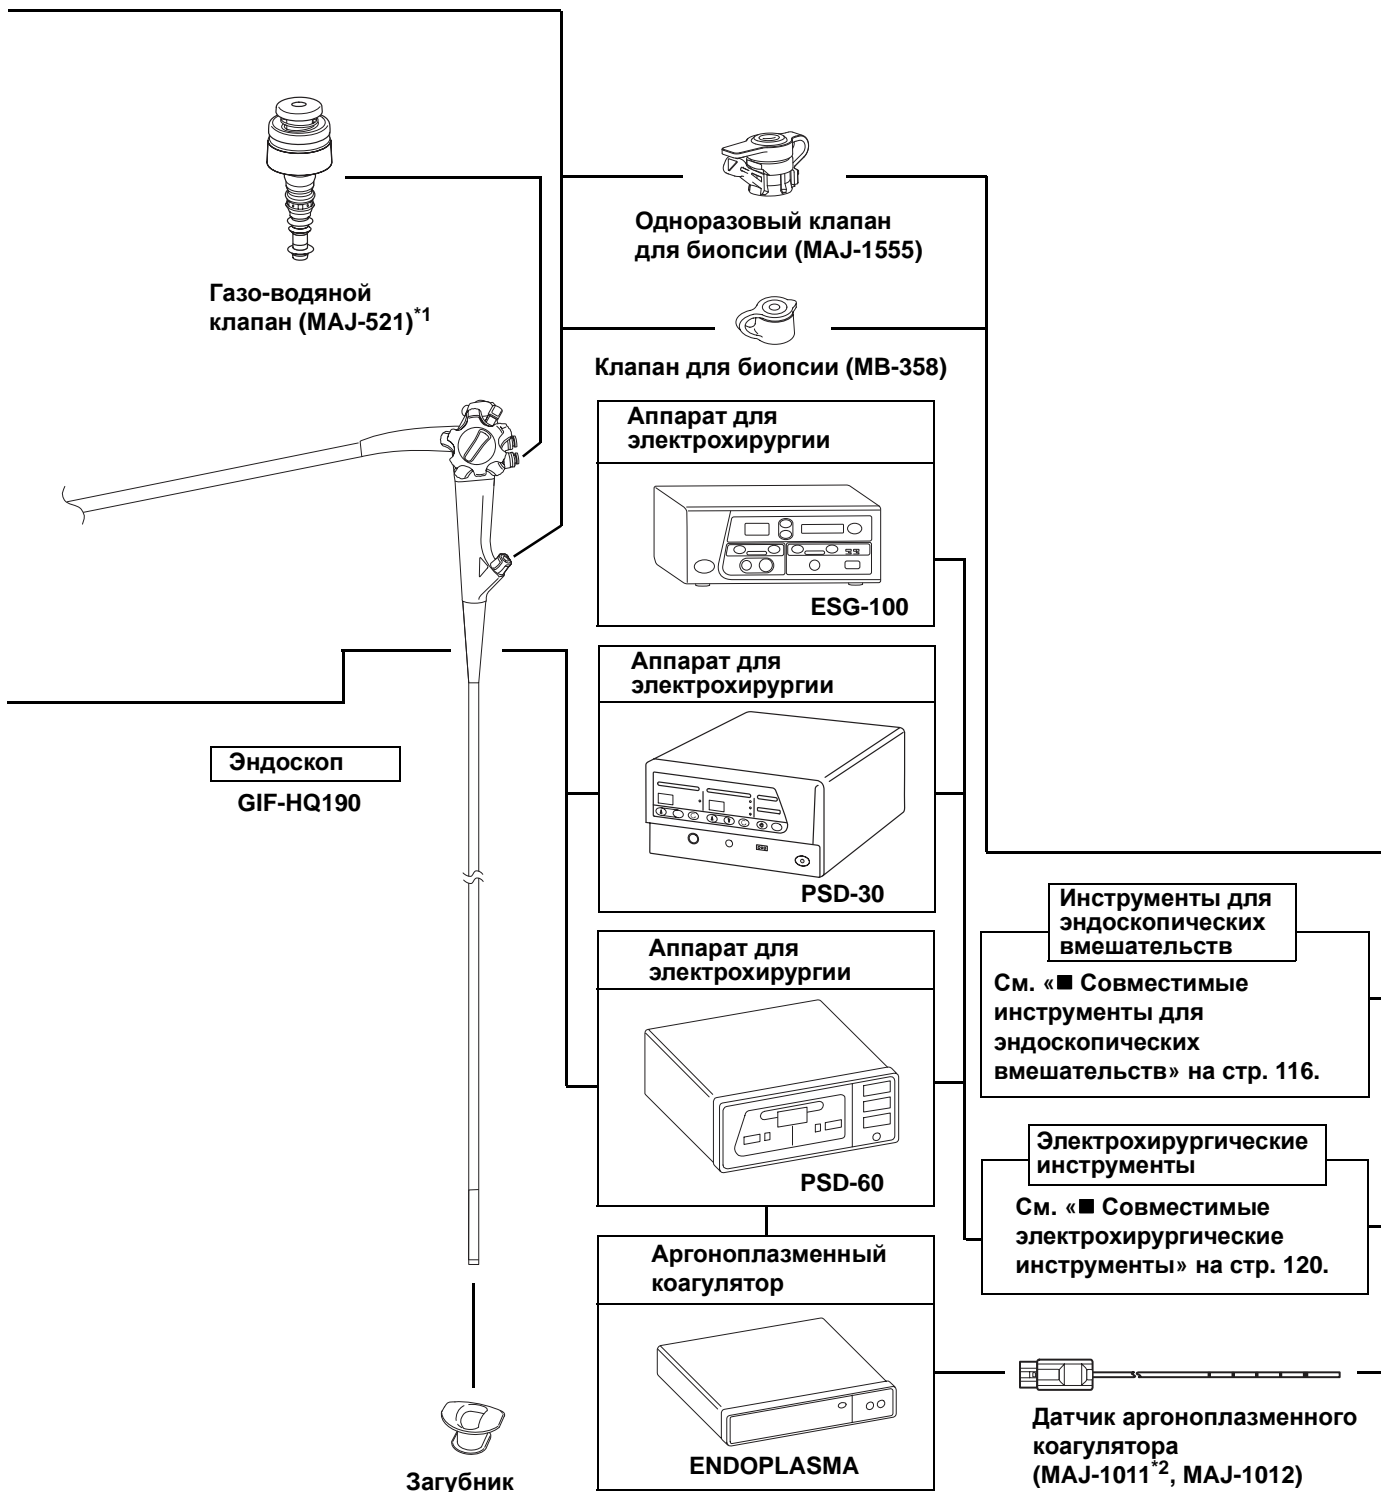 Газо-водяной
клапан (MAJ-521)*1
Одноразовый клапан
для биопсии (MAJ-1555)
Клапан для биопсии (MB-358)
Аппарат для
электрохирургии
ESG-100
Аппарат для
электрохирургии
PSD-30
Эндоскоп
GIF-HQ190
Аппарат для
электрохирургии
PSD-60
Инструменты для
эндоскопических
вмешательств
См. «■ Совместимые
инструменты для
эндоскопических
вмешательств» на стр. 116.
Электрохирургические
инструменты
См. «■ Совместимые
электрохирургические
инструменты» на стр. 120.
Аргоноплазменный
коагулятор
ENDOPLASMA
Датчик аргоноплазменного
коагулятора
(MAJ-1011*2, MAJ-1012)
Загубник